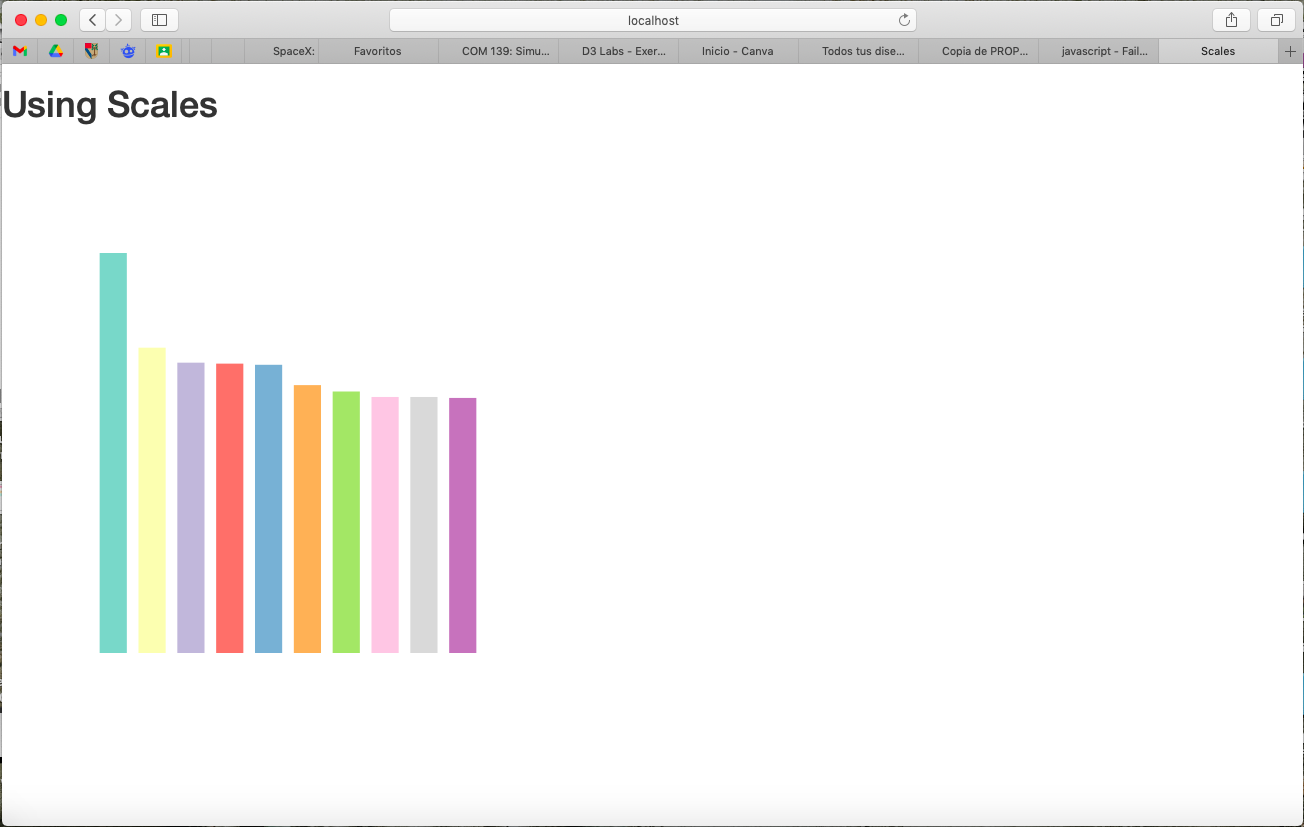 localhost
SpaceX:
Favoritos
COM 139: Simu...
D3 Labs - Exer...
Inicio - Canva
Todos tus dise...
Copia de PROP...
javascript - Fail...
Scales
Using Scales